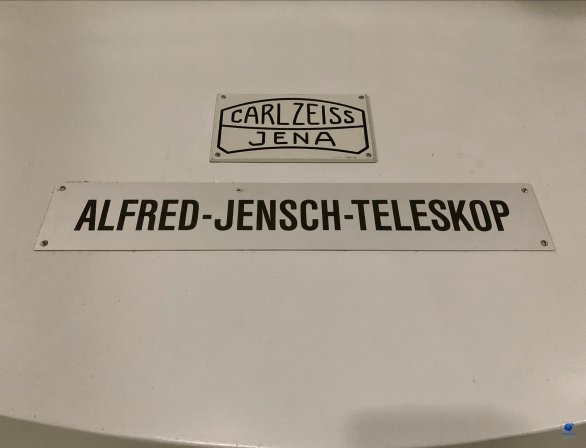 CARL ZEISS
JENA
ALFRED-JENSCH-TELESKOP